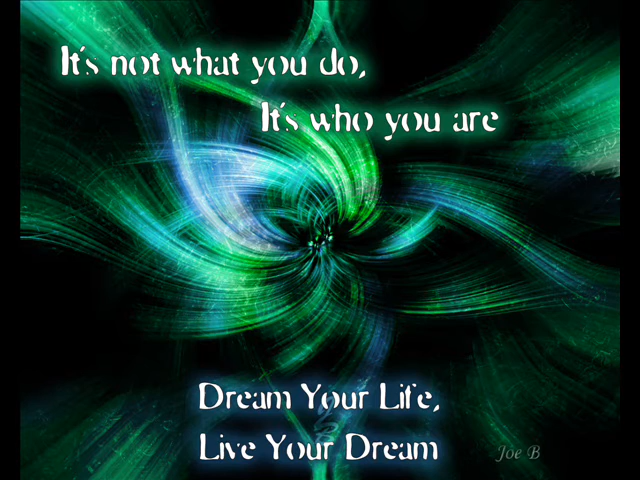 It's not what you do,
It's who you are
Dream Your Life,
Live Your Dream
Joe B